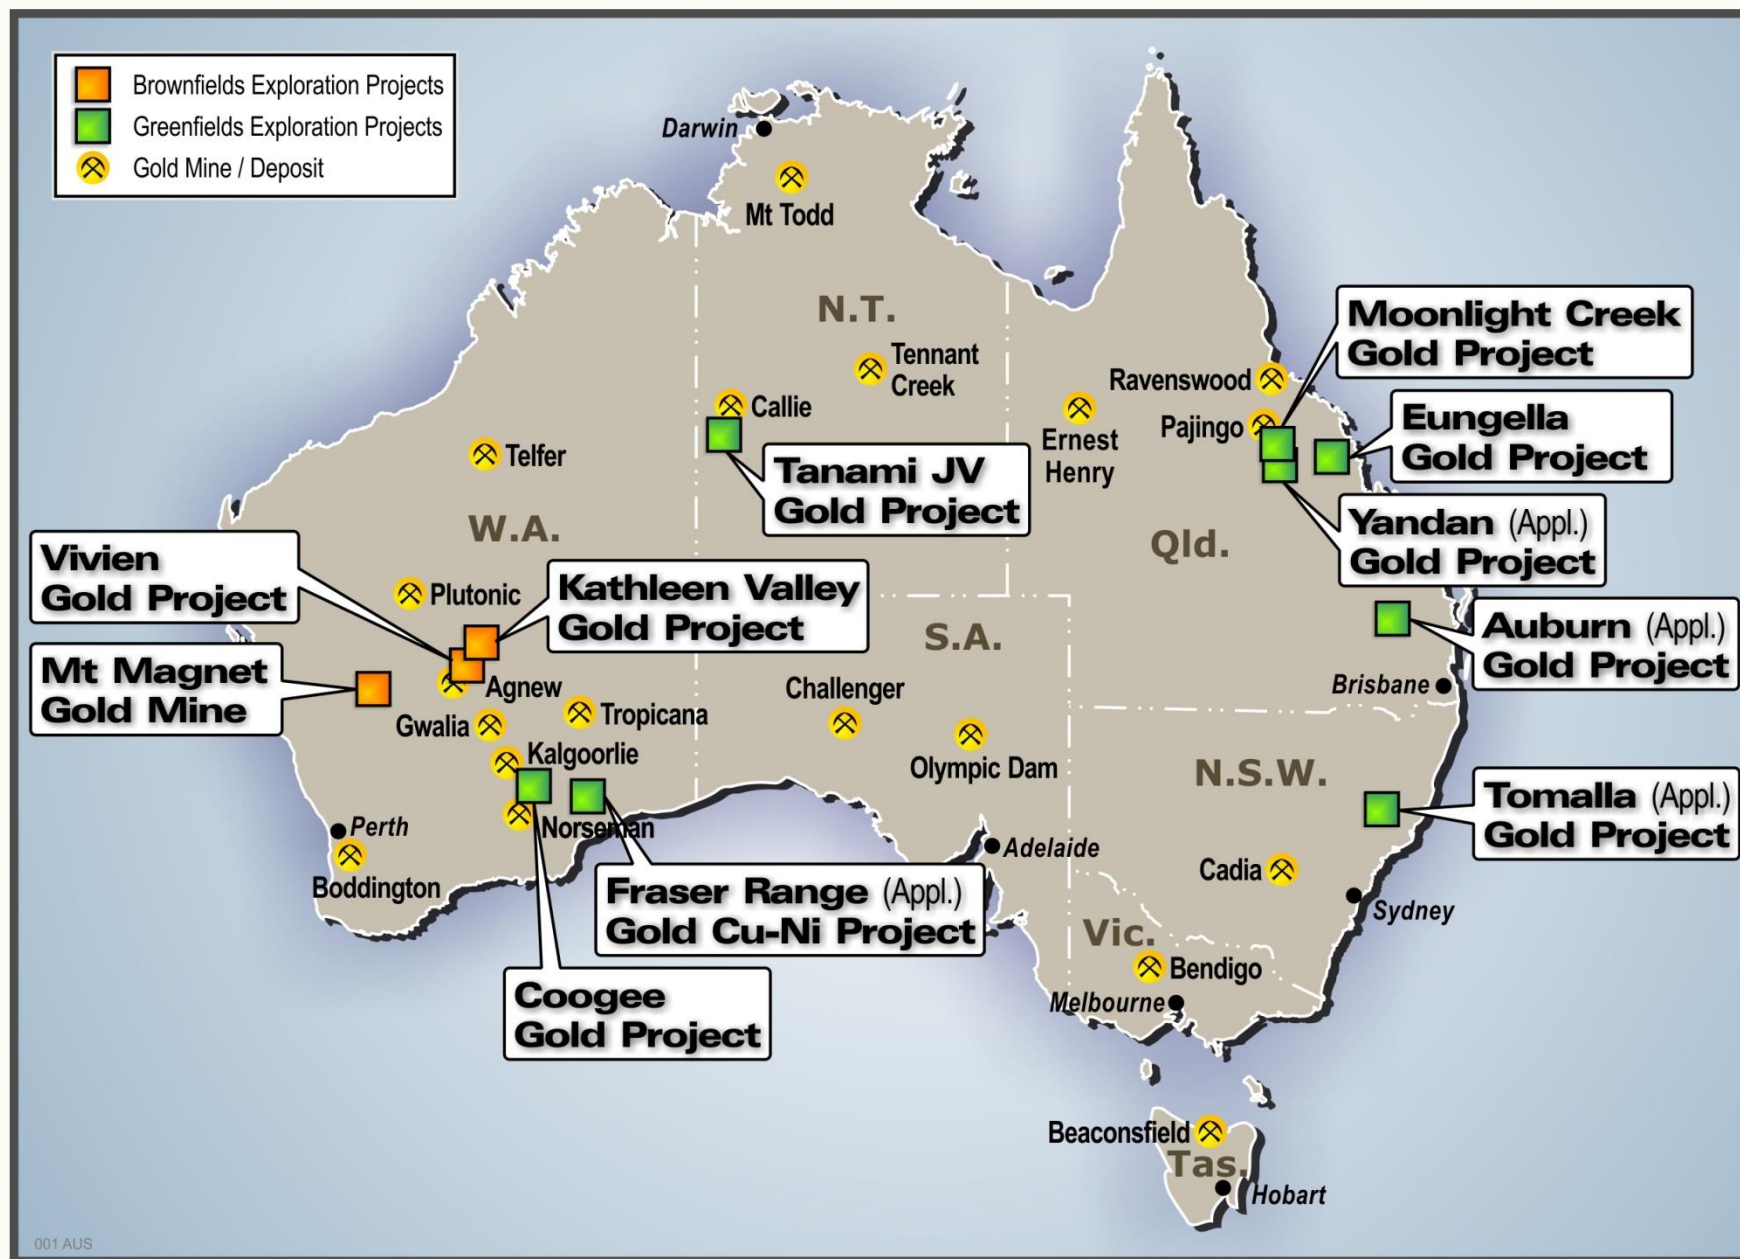 Brownfields Exploration Projects
Greenfields Exploration Projects
Gold Mine / Deposit
Darwin
Mt Todd
N.T.
Tennant
Creek
Callie
Tanami JV
Gold Project
Telfer
W.A.
Vivien
Gold Project
Plutonic
Kathleen Valley
Gold Project
Mt Magnet
Gold Mine
Agnew
Gwalia
Tropicana
Kalgoorlie
Norseman
Perth
Boddington
Fraser Range (Appl.)
Gold Cu-Ni Project
Coogee
Gold Project
S.A.
Challenger
Olympic Dam
Adelaide
Moonlight Creek
Gold Project
Ravenswood
Pajingo
Ernest
Henry
Eungella
Gold Project
Yandan (Appl.)
Gold Project
Qld.
Auburn (Appl.)
Gold Project
Brisbane
N.S.W.
Tomalla (Appl.)
Gold Project
Cadia
Sydney
Vic.
Bendigo
Melbourne
Beaconsfield
Tas.
Hobart
001 AUS